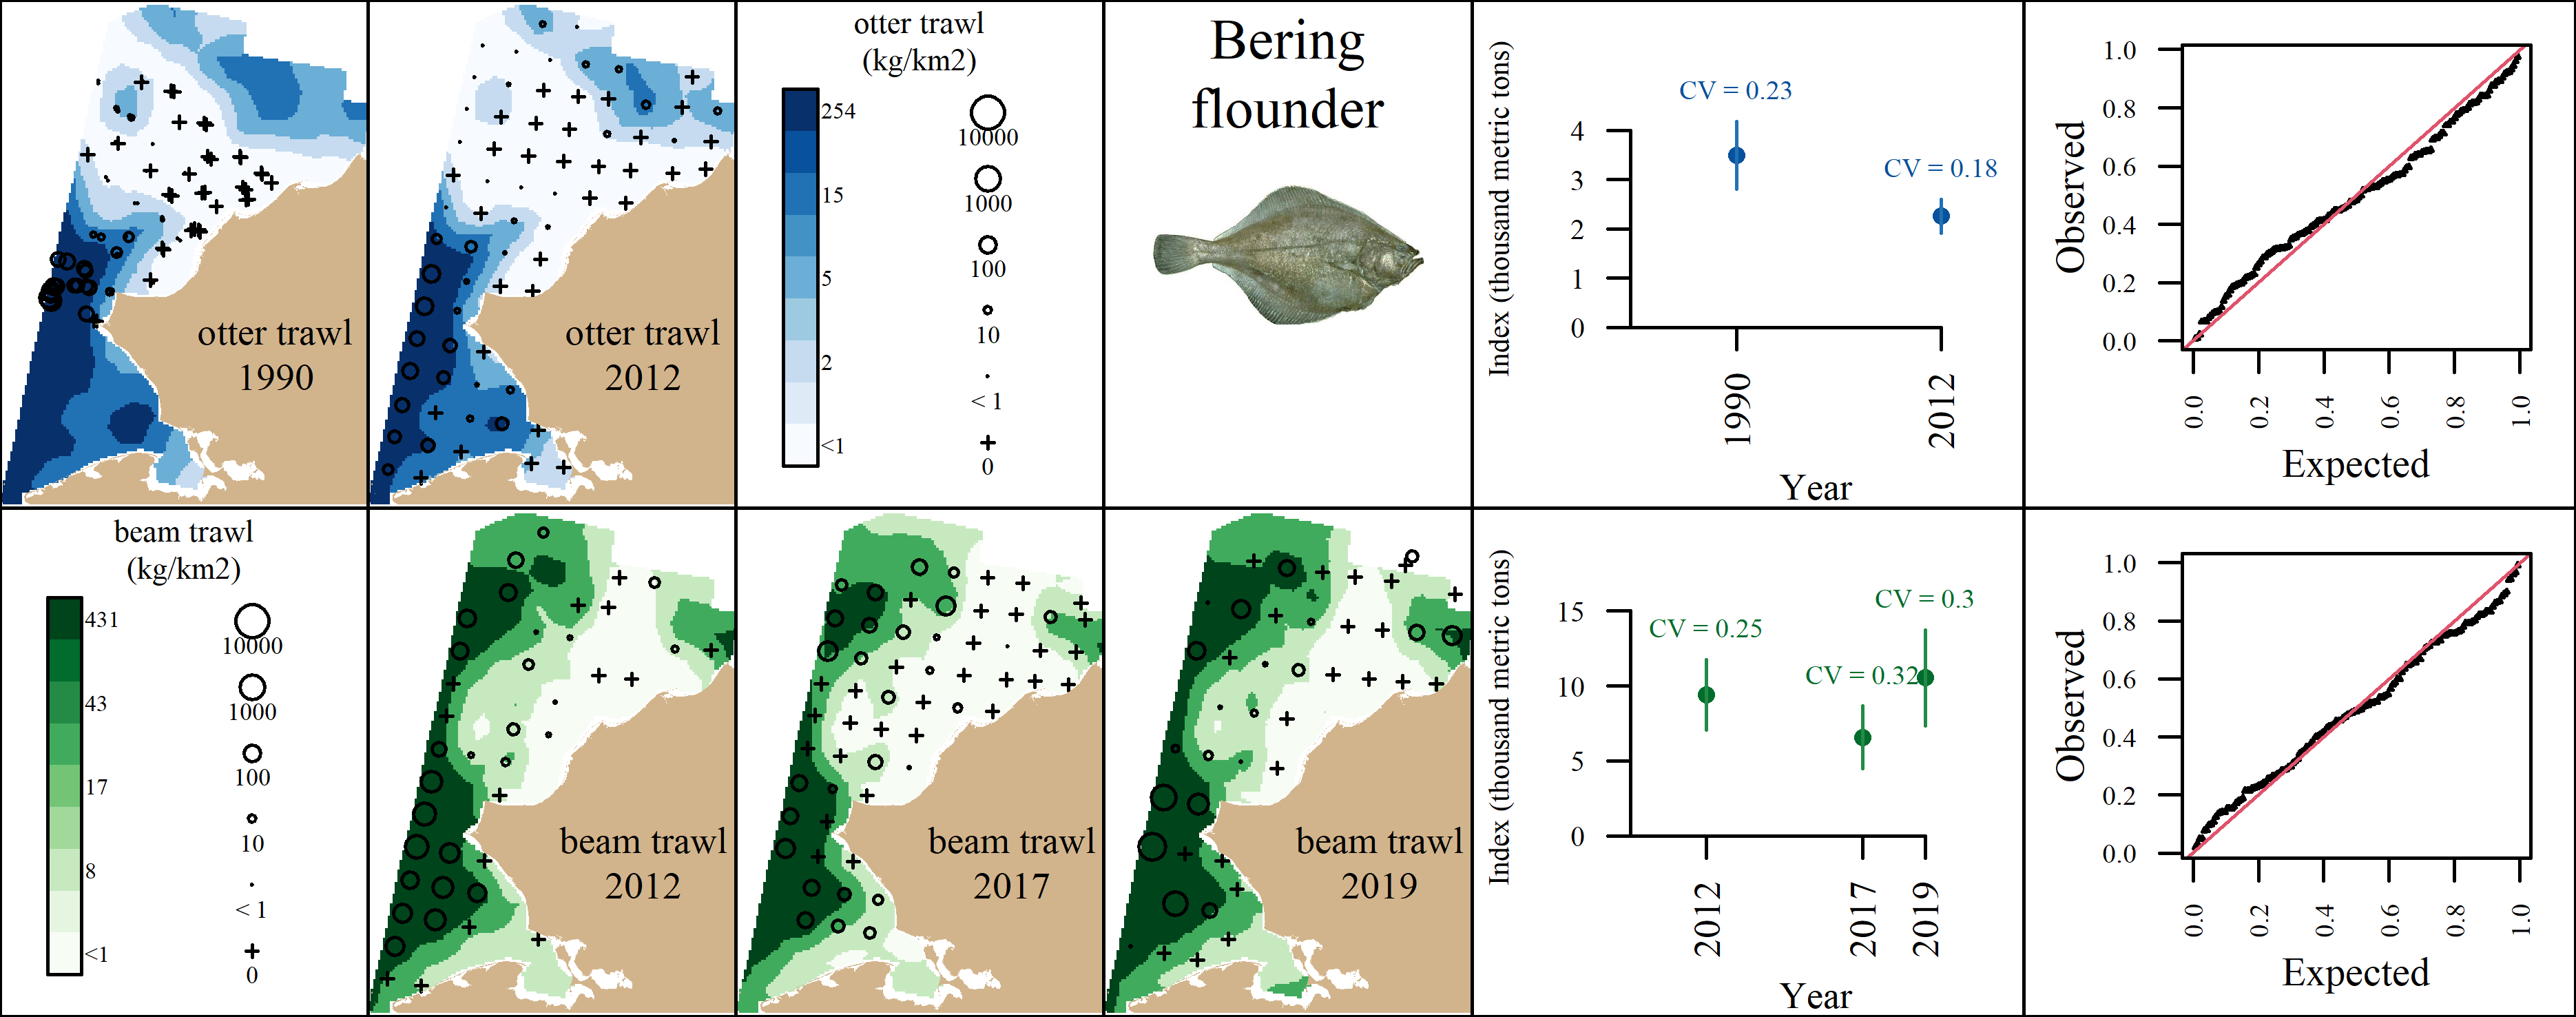 otter trawl
1990
otter trawl
2012
otter trawl
(kg/km2)
254
15
5
2
<1
10000
1000
100
10
< 1
0
Bering
flounder
Index (thousand metric tons)
4
3
2
1
0
CV = 0.23
CV = 0.18
1990
2012
Year
Observed
1.0
0.8
0.6
0.4
0.2
0.0
0.0
0.2
0.4
0.6
0.8
1.0
Expected
beam trawl
(kg/km2)
431
43
17
8
<1
10000
1000
100
10
< 1
0
beam trawl
2012
beam trawl
2017
beam trawl
2019
Index (thousand metric tons)
15
10
5
0
CV = 0.25
CV = 0.32
CV = 0.3
2012
2017
2019
Year
Observed
1.0
0.8
0.6
0.4
0.2
0.0
0.0
0.2
0.4
0.6
0.8
1.0
Expected